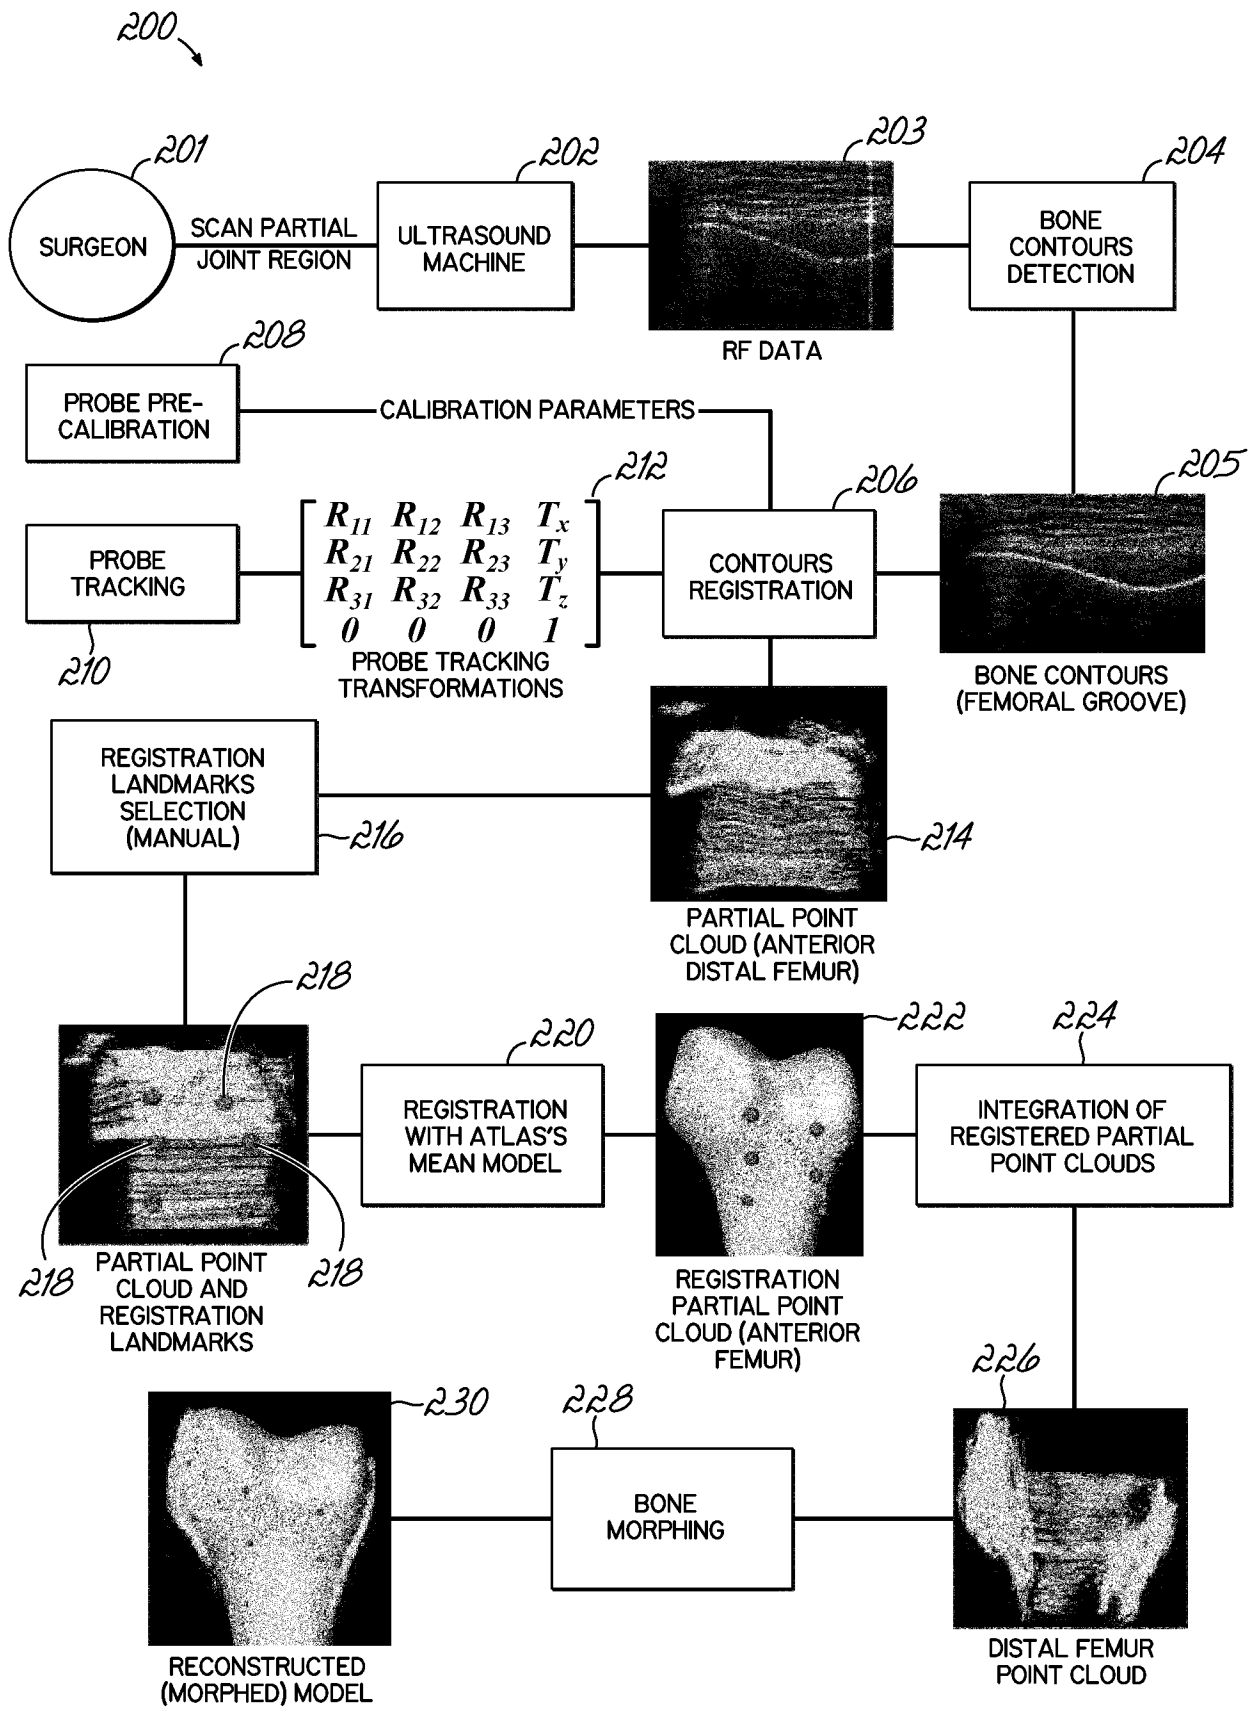 200
201
202
203
204
SURGEON
SCAN PARTIAL
JOINT REGION
ULTRASOUND
MACHINE
RF DATA
BONE
CONTOURS
DETECTION
208
PROBE PRE-
CALIBRATION
CALIBRATION PARAMETERS
212
206
205
PROBE
TRACKING
210
R11 R12 R13 Tx
R21 R22 R23 Ty
R31 R32 R33 Tz
0 0 0 1
PROBE TRACKING
TRANSFORMATIONS
CONTOURS
REGISTRATION
BONE CONTOURS
(FEMORAL GROOVE)
REGISTRATION
LANDMARKS
SELECTION
(MANUAL)
216
214
PARTIAL POINT
CLOUD (ANTERIOR
DISTAL FEMUR)
218
218
218
PARTIAL POINT
CLOUD AND
REGISTRATION
LANDMARKS
220
REGISTRATION
WITH ATLAS'S
MEAN MODEL
222
REGISTRATION
PARTIAL POINT
CLOUD (ANTERIOR
FEMUR)
224
INTEGRATION OF
REGISTERED PARTIAL
POINT CLOUDS
226
DISTAL FEMUR
POINT CLOUD
228
BONE
MORPHING
230
RECONSTRUCTED
(MORPHED) MODEL